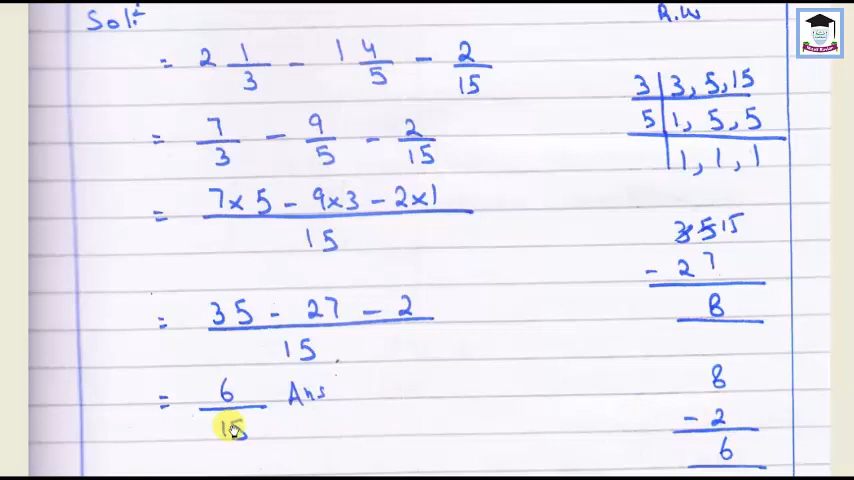 Sol:
R.W
= 2 1/3 - 1 4/5 - 2/15
= 7/3 - 9/5 - 2/15
= 7×5 - 9×3 - 2×1 / 15
= 35 - 27 - 2 / 15
= 6/15 Ans
3 | 3, 5, 15
5 | 1, 5, 5
| 1, 1, 1
35 15
- 27
8
8
- 2
6